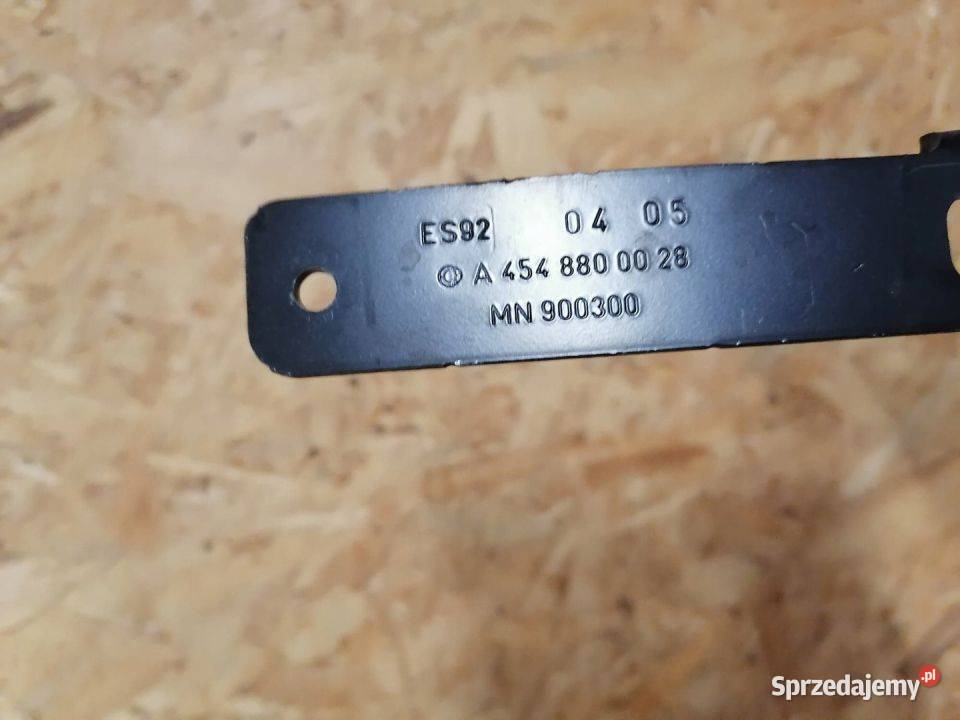 ES92 04 05
A 454 880 00 28
MN 900300
Sprzedajemy.pl